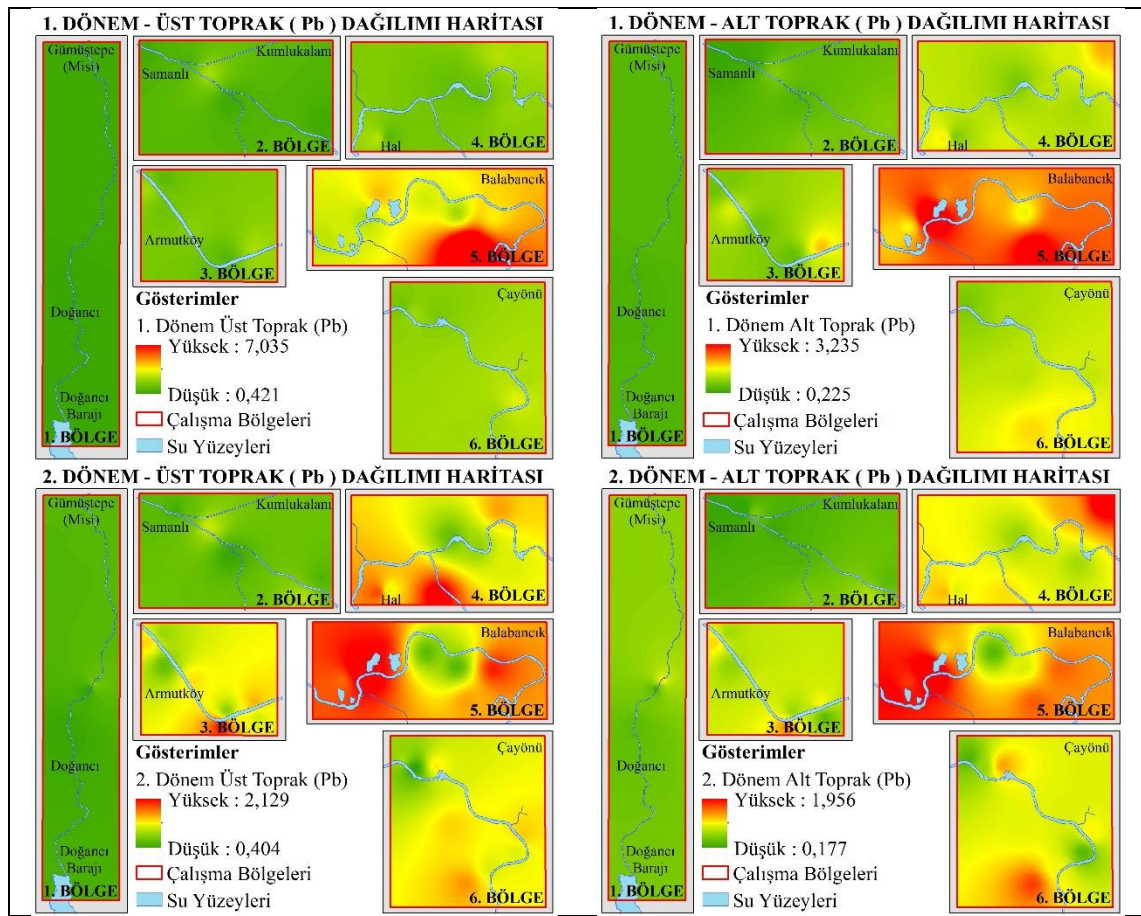 1. DÖNEM - ÜST TOPRAK ( Pb ) DAĞILIMI HARİTASI
Gümüştepe
(Misi)
Doğancı
Doğancı
Barajı
1. BÖLGE
Kumlukalanı
Samanlı
2. BÖLGE
Hal
4. BÖLGE
Armutköy
3. BÖLGE
Balabancık
5. BÖLGE
Çayönü
6. BÖLGE
Gösterimler
1. Dönem Üst Toprak (Pb)
Yüksek : 7,035
Düşük : 0,421
Çalışma Bölgeleri
Su Yüzeyleri
1. DÖNEM - ALT TOPRAK ( Pb ) DAĞILIMI HARİTASI
Gümüştepe
(Misi)
Doğancı
Doğancı
Barajı
1. BÖLGE
Kumlukalanı
Samanlı
2. BÖLGE
Hal
4. BÖLGE
Armutköy
3. BÖLGE
Balabancık
5. BÖLGE
Çayönü
6. BÖLGE
Gösterimler
1. Dönem Alt Toprak (Pb)
Yüksek : 3,235
Düşük : 0,225
Çalışma Bölgeleri
Su Yüzeyleri
2. DÖNEM - ÜST TOPRAK ( Pb ) DAĞILIMI HARİTASI
Gümüştepe
(Misi)
Doğancı
Doğancı
Barajı
1. BÖLGE
Kumlukalanı
Samanlı
2. BÖLGE
Hal
4. BÖLGE
Armutköy
3. BÖLGE
Balabancık
5. BÖLGE
Çayönü
6. BÖLGE
Gösterimler
2. Dönem Üst Toprak (Pb)
Yüksek : 2,129
Düşük : 0,404
Çalışma Bölgeleri
Su Yüzeyleri
2. DÖNEM - ALT TOPRAK ( Pb ) DAĞILIMI HARİTASI
Gümüştepe
(Misi)
Doğancı
Doğancı
Barajı
1. BÖLGE
Kumlukalanı
Samanlı
2. BÖLGE
Hal
4. BÖLGE
Armutköy
3. BÖLGE
Balabancık
5. BÖLGE
Çayönü
6. BÖLGE
Gösterimler
2. Dönem Alt Toprak (Pb)
Yüksek : 1,956
Düşük : 0,177
Çalışma Bölgeleri
Su Yüzeyleri